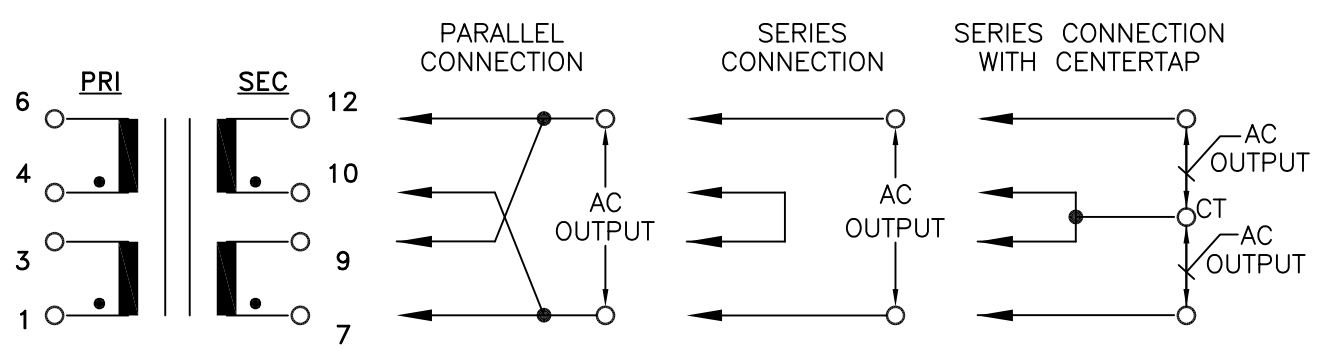 PRI
SEC
6
4
3
1
12
10
9
7
PARALLEL
CONNECTION
AC
OUTPUT
SERIES
CONNECTION
AC
OUTPUT
SERIES CONNECTION
WITH CENTERTAP
AC
OUTPUT
CT
AC
OUTPUT